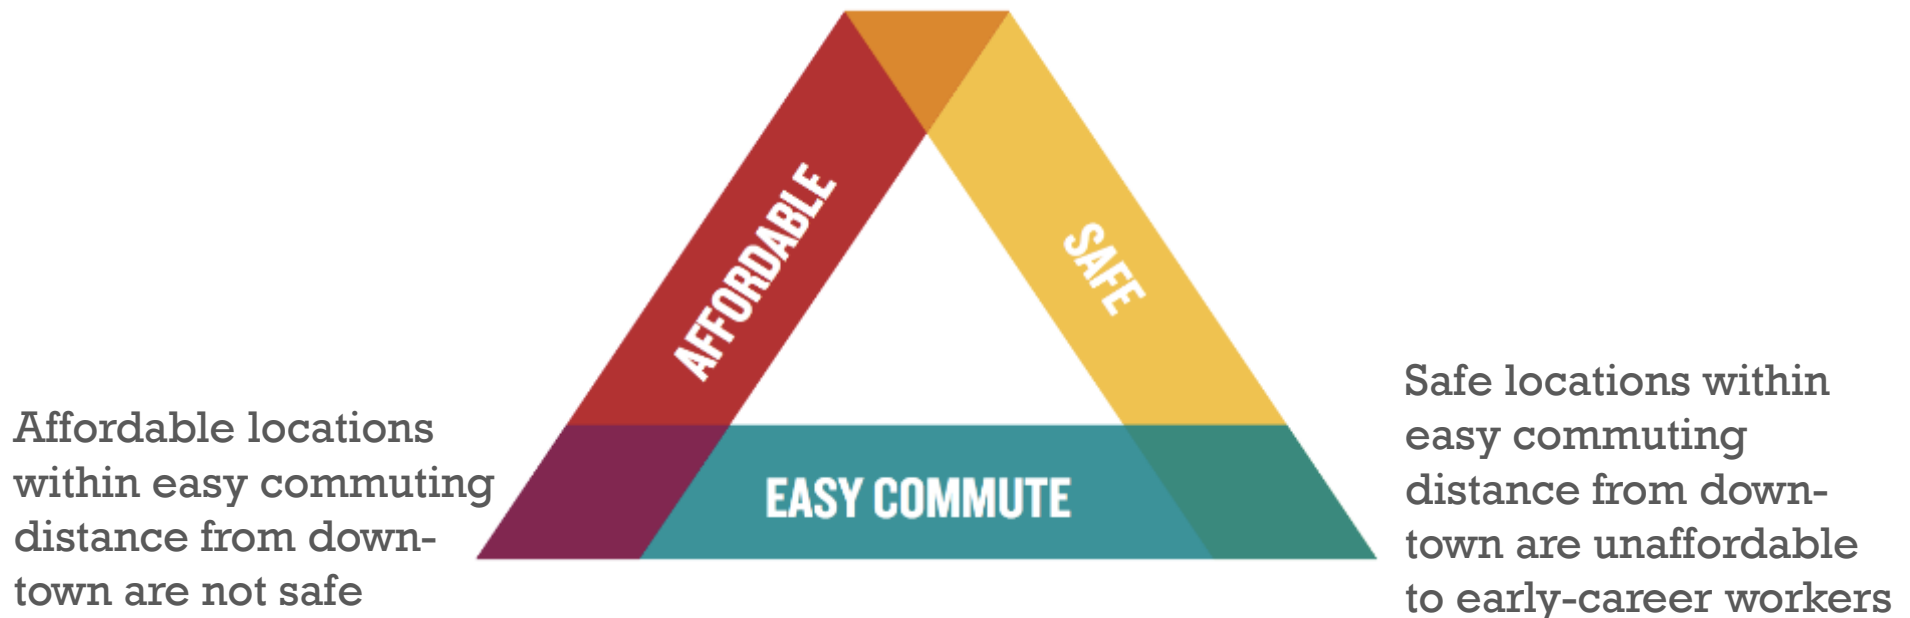 AFFORDABLE
SAFE
EASY COMMUTE
Affordable locations
within easy commuting
distance from down-
town are not safe
Safe locations within
easy commuting
distance from down-
town are unaffordable
to early-career workers